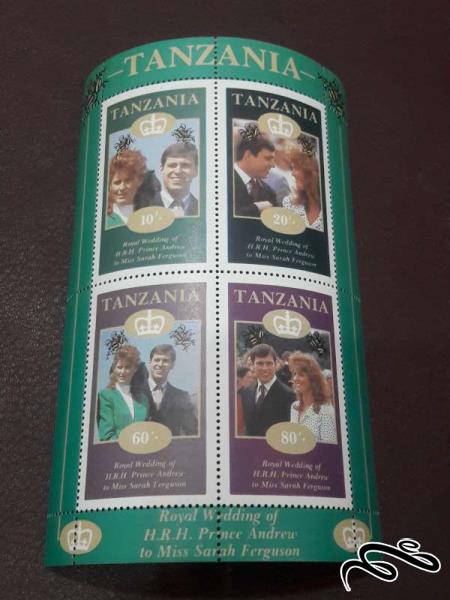 TANZANIA
TANZANIA
10/-
Royal Wedding of
H.R.H. Prince Andrew
to Miss Sarah Ferguson
TANZANIA
20/-
Royal Wedding of
H.R.H. Prince Andrew
to Miss Sarah Ferguson
TANZANIA
60/-
Royal Wedding of
H.R.H. Prince Andrew
to Miss Sarah Ferguson
TANZANIA
80/-
Royal Wedding of
H.R.H. Prince Andrew
to Miss Sarah Ferguson
Royal Wedding of
H.R.H. Prince Andrew
to Miss Sarah Ferguson